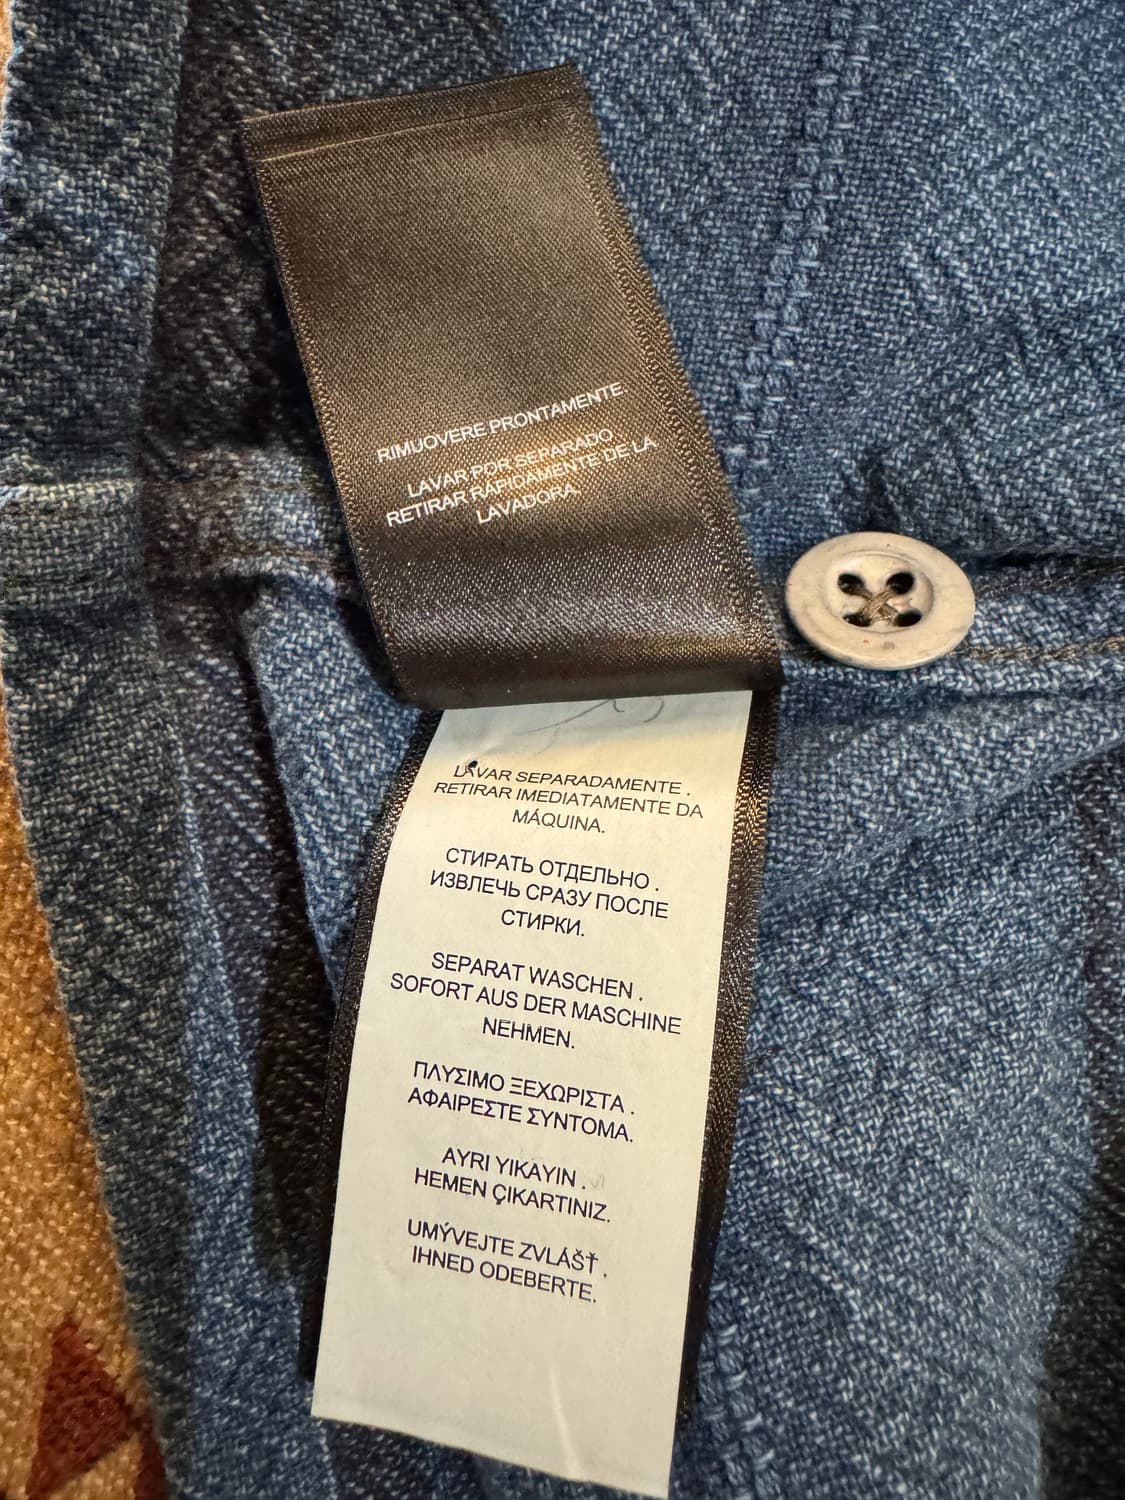 RIMUOVERE PRONTAMENTE.
LAVAR POR SEPARADO.
RETIRAR RÁPIDAMENTE DE LA
LAVADORA.
LAVAR SEPARADAMENTE .
RETIRAR IMEDIATAMENTE DA
MÁQUINA.
СТИРАТЬ ОТДЕЛЬНО .
ИЗВЛЕЧЬ СРАЗУ ПОСЛЕ
СТИРКИ.
SEPARAT WASCHEN .
SOFORT AUS DER MASCHINE
NEHMEN.
ΠΛΥΣΙΜΟ ΞΕΧΩΡΙΣΤΑ .
ΑΦΑΙΡΕΣΤΕ ΣΥΝΤΟΜΑ.
AYRI YIKAYIN .
HEMEN ÇIKARTINIZ.
UMÝVEJTE ZVLÁŠŤ .
IHNED ODEBERTE.